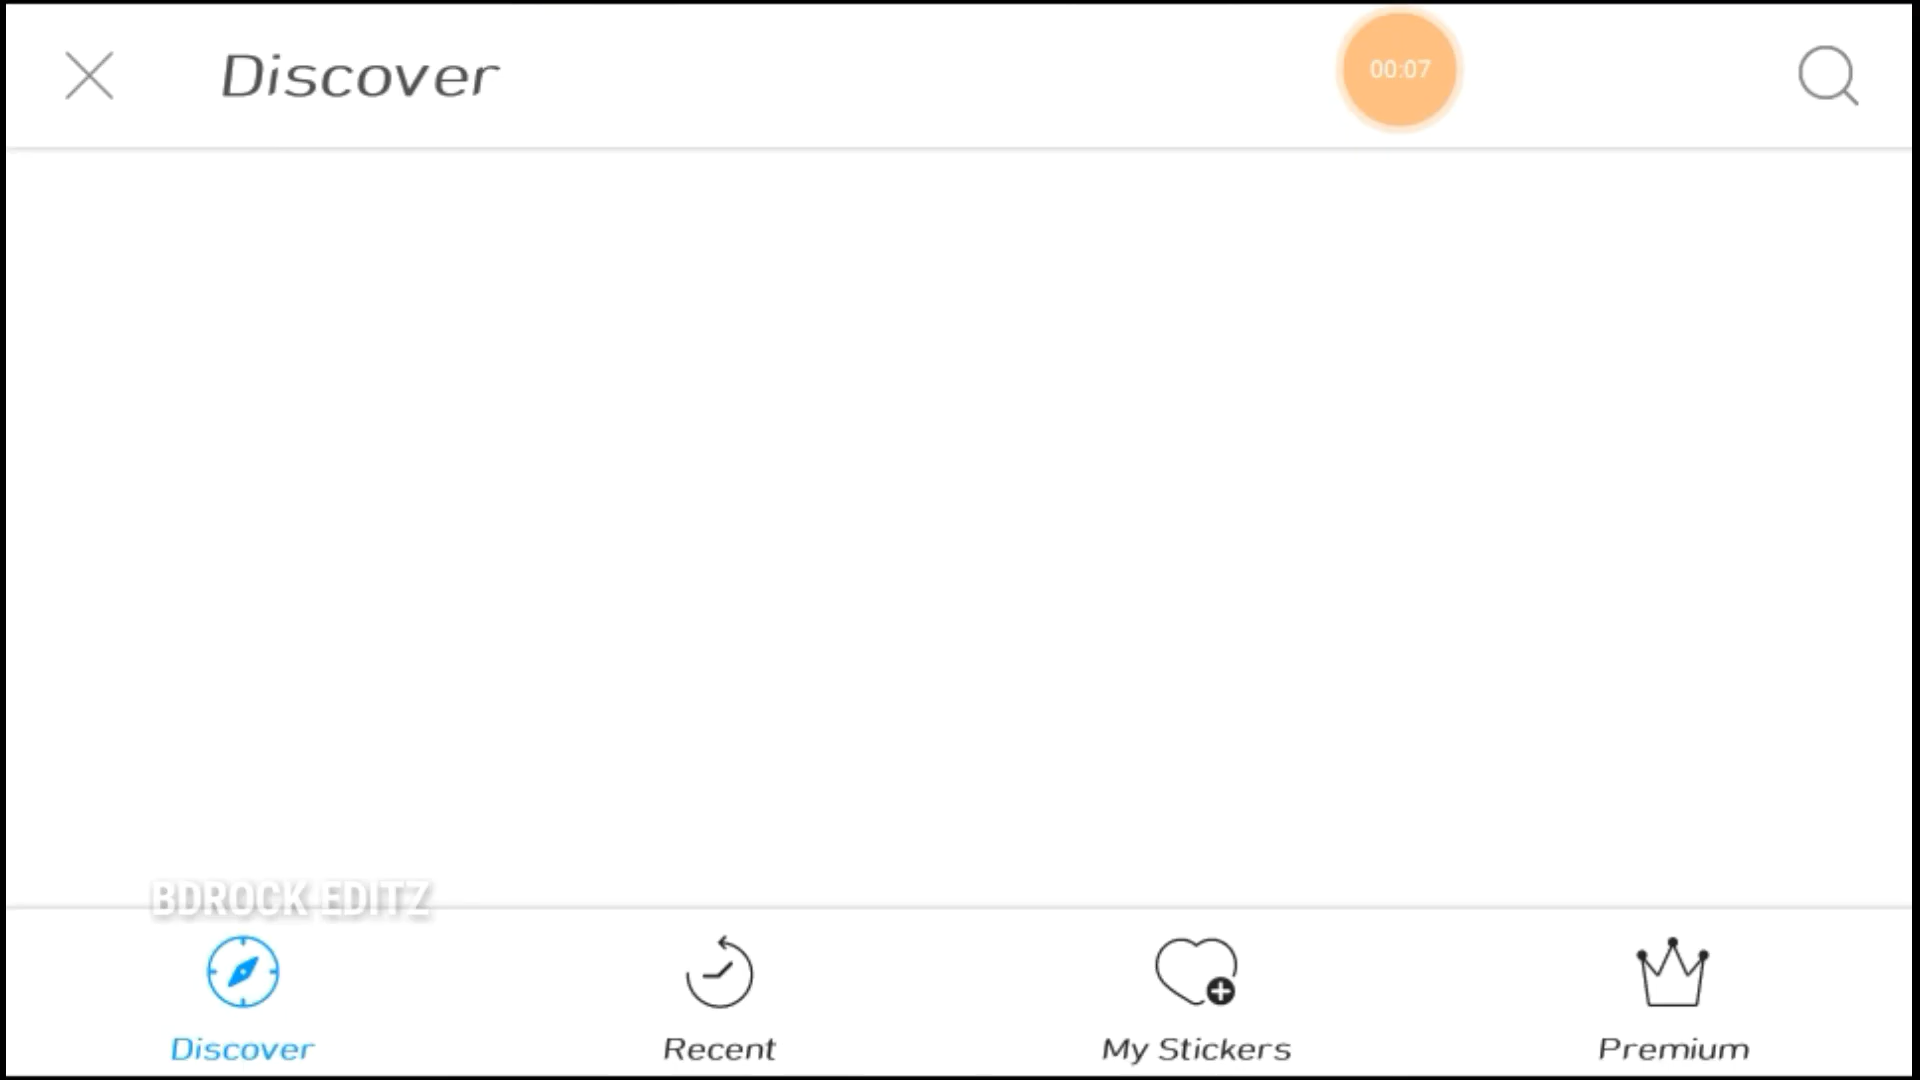 Discover
00:07
BDROCK EDITZ
Discover
Recent
My Stickers
Premium